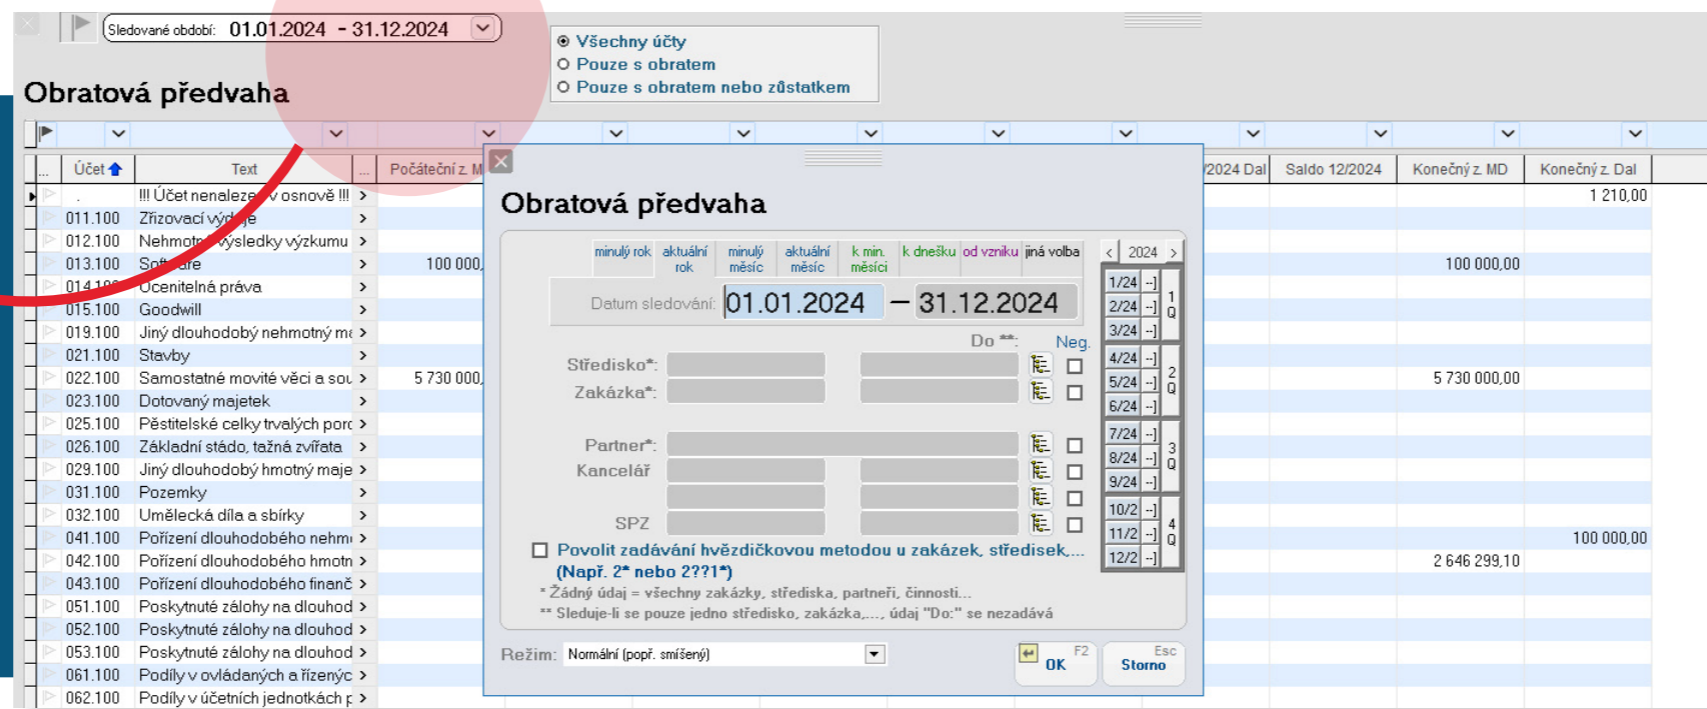 Sledované období: 01.01.2024 - 31.12.2024
Všechny účty
Pouze s obratem
Pouze s obratem nebo zůstatkem
Obratová předvaha
... Účet Text ... Počáteční z. M /2024 Dal Saldo 12/2024 Konečný z. MD Konečný z. Dal
. !!! Účet nenalezen v osnově !!! > 1 210,00
011.100 Zřizovací výdaje >
012.100 Nehmotné výsledky výzkumu >
013.100 Software > 100 000, 100 000,00
014.100 Ocenitelná práva >
015.100 Goodwill >
019.100 Jiný dlouhodobý nehmotný ma >
021.100 Stavby >
022.100 Samostatné movité věci a sou > 5 730 000, 5 730 000,00
023.100 Dotovaný majetek >
025.100 Pěstitelské celky trvalých porc >
026.100 Základní stádo, tažná zvířata >
029.100 Jiný dlouhodobý hmotný maje >
031.100 Pozemky >
032.100 Umělecká díla a sbírky >
041.100 Pořízení dlouhodobého nehm > 100 000,00
042.100 Pořízení dlouhodobého hmotn > 2 646 299,10
043.100 Pořízení dlouhodobého finanč >
051.100 Poskytnuté zálohy na dlouhod >
052.100 Poskytnuté zálohy na dlouhod >
053.100 Poskytnuté zálohy na dlouhod >
061.100 Podíly v ovládaných a řízenýc >
062.100 Podíly v účetních jednotkách p >
Obratová předvaha
minulý rok aktuální rok minulý měsíc aktuální měsíc k min. měsíci k dnešku od vzniku jiná volba
Datum sledování: 01.01.2024 – 31.12.2024
Do **: Neg.
Středisko*:
Zakázka*:
Partner*:
Kancelář
SPZ
Povolit zadávání hvězdičkovou metodou u zakázek, středisek,...
(Např. 2* nebo 2??1*)
* Žádný údaj = všechny zakázky, střediska, partneři, činnosti...
** Sleduje-li se pouze jedno středisko, zakázka,..., údaj "Do:" se nezadává
Režim: Normální (popř. smíšený)
F2 OK
Esc Storno
< 2024 >
1/24 --]
2/24 --]
3/24 --]
1 Q
4/24 --]
5/24 --]
6/24 --]
2 Q
7/24 --]
8/24 --]
9/24 --]
3 Q
10/2 --]
11/2 --]
12/2 --]
4 Q